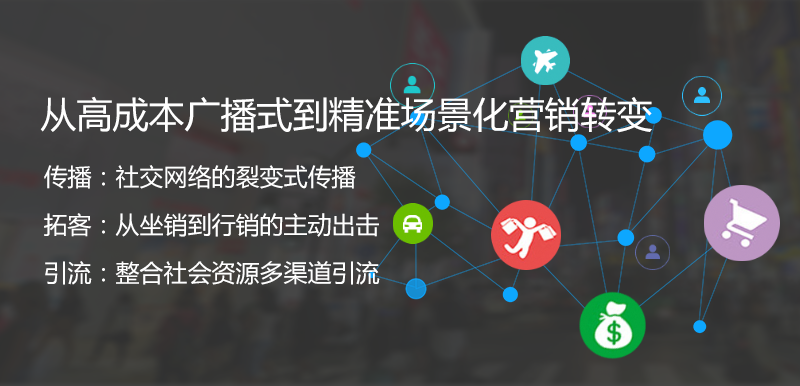 从高成本广播式到精准场景化营销转变
传播：社交网络的裂变式传播
拓客：从坐销到行销的主动出击
引流：整合社会资源多渠道引流
$